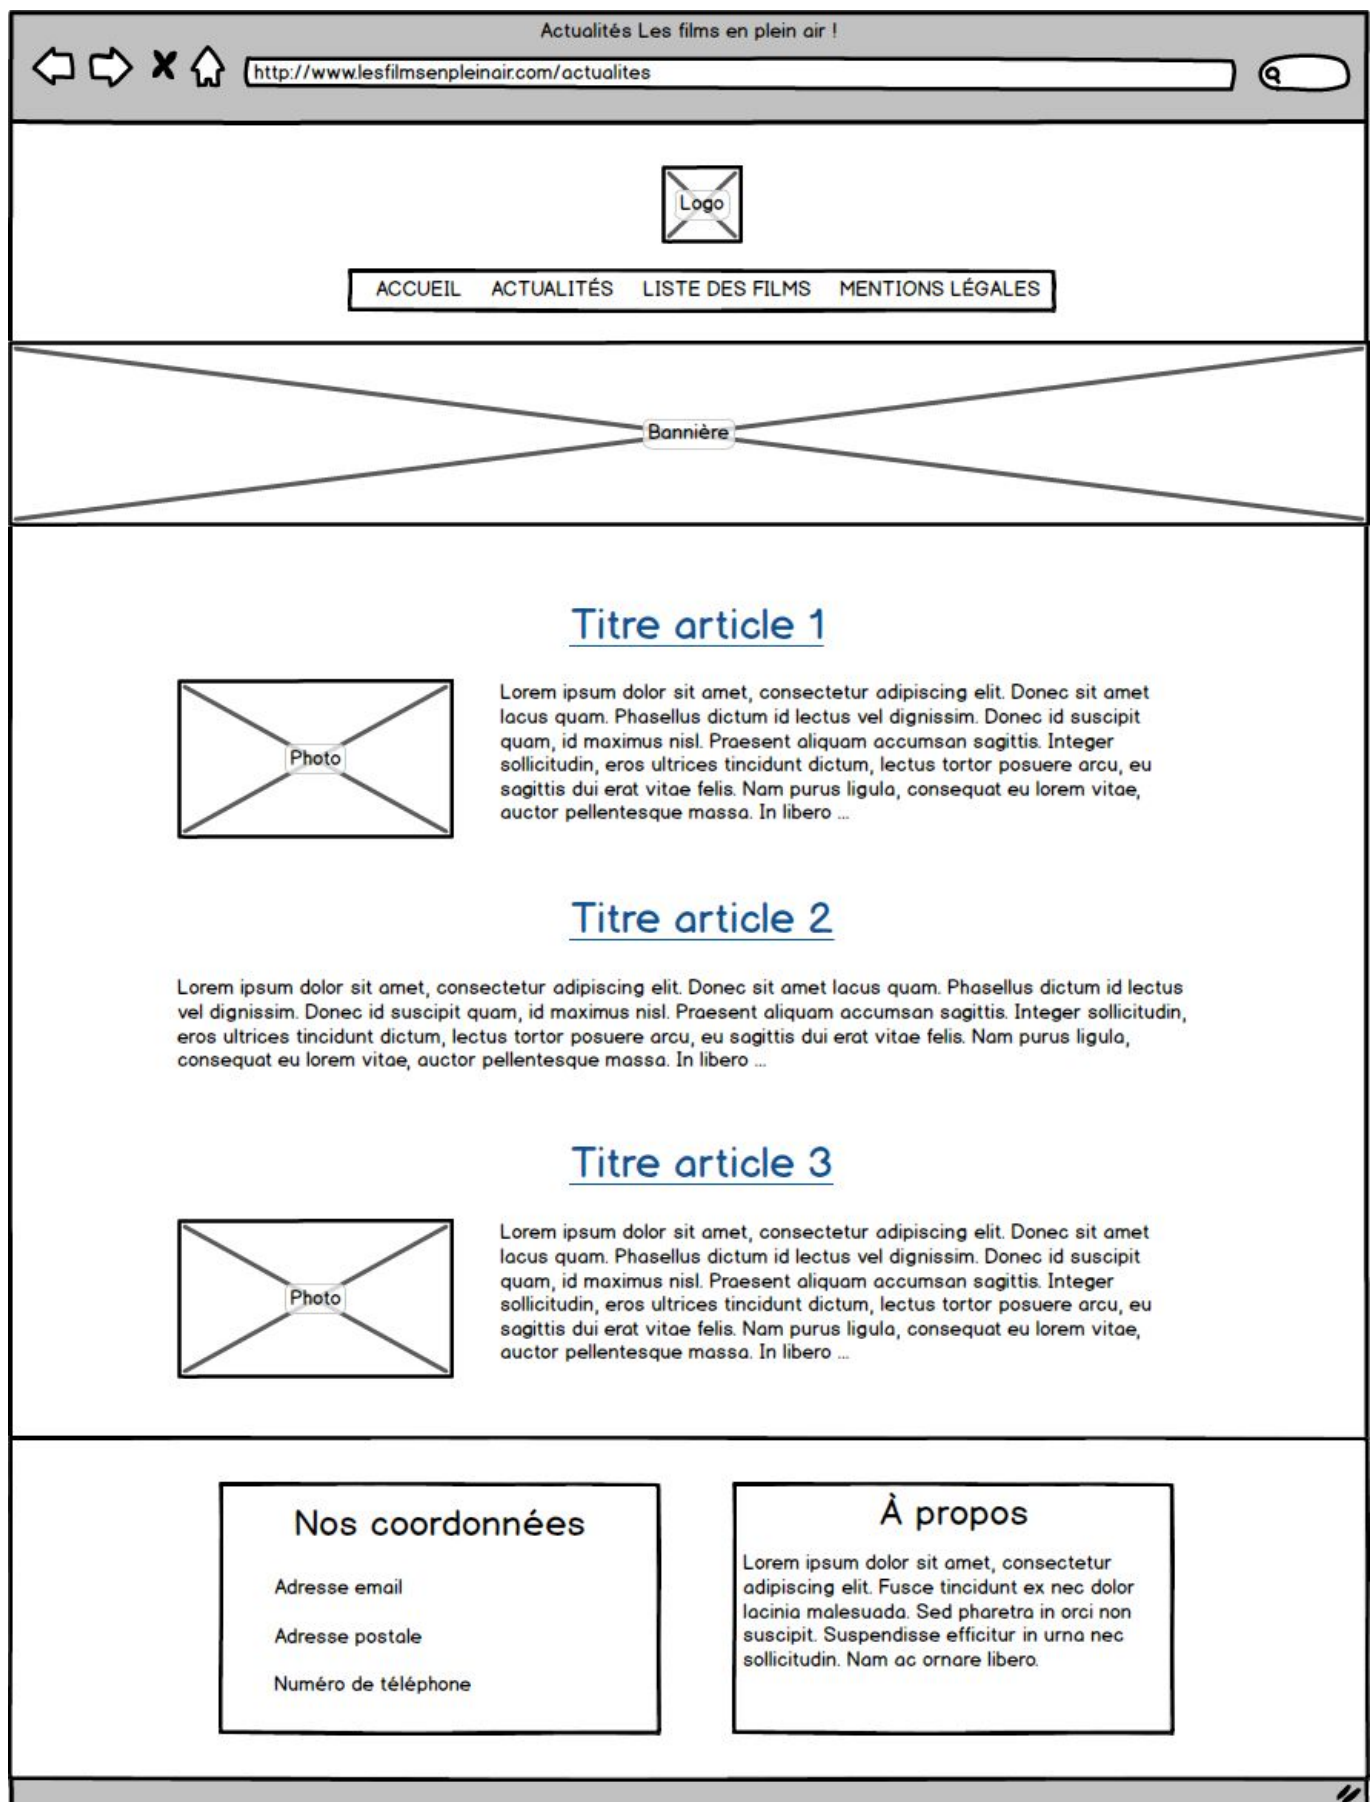 Actualités Les films en plein air !
http://www.lesfilmsenpleinair.com/actualites
Logo
ACCUEIL ACTUALITÉS LISTE DES FILMS MENTIONS LÉGALES
Bannière
Titre article 1
Photo
Lorem ipsum dolor sit amet, consectetur adipiscing elit. Donec sit amet
lacus quam. Phasellus dictum id lectus vel dignissim. Donec id suscipit
quam, id maximus nisl. Praesent aliquam accumsan sagittis. Integer
sollicitudin, eros ultrices tincidunt dictum, lectus tortor posuere arcu, eu
sagittis dui erat vitae felis. Nam purus ligula, consequat eu lorem vitae,
auctor pellentesque massa. In libero ...
Titre article 2
Lorem ipsum dolor sit amet, consectetur adipiscing elit. Donec sit amet lacus quam. Phasellus dictum id lectus
vel dignissim. Donec id suscipit quam, id maximus nisl. Praesent aliquam accumsan sagittis. Integer sollicitudin,
eros ultrices tincidunt dictum, lectus tortor posuere arcu, eu sagittis dui erat vitae felis. Nam purus ligula,
consequat eu lorem vitae, auctor pellentesque massa. In libero ...
Titre article 3
Photo
Lorem ipsum dolor sit amet, consectetur adipiscing elit. Donec sit amet
lacus quam. Phasellus dictum id lectus vel dignissim. Donec id suscipit
quam, id maximus nisl. Praesent aliquam accumsan sagittis. Integer
sollicitudin, eros ultrices tincidunt dictum, lectus tortor posuere arcu, eu
sagittis dui erat vitae felis. Nam purus ligula, consequat eu lorem vitae,
auctor pellentesque massa. In libero ...
Nos coordonnées
Adresse email
Adresse postale
Numéro de téléphone
À propos
Lorem ipsum dolor sit amet, consectetur
adipiscing elit. Fusce tincidunt ex nec dolor
lacinia malesuada. Sed pharetra in orci non
suscipit. Suspendisse efficitur in urna nec
sollicitudin. Nam ac ornare libero.